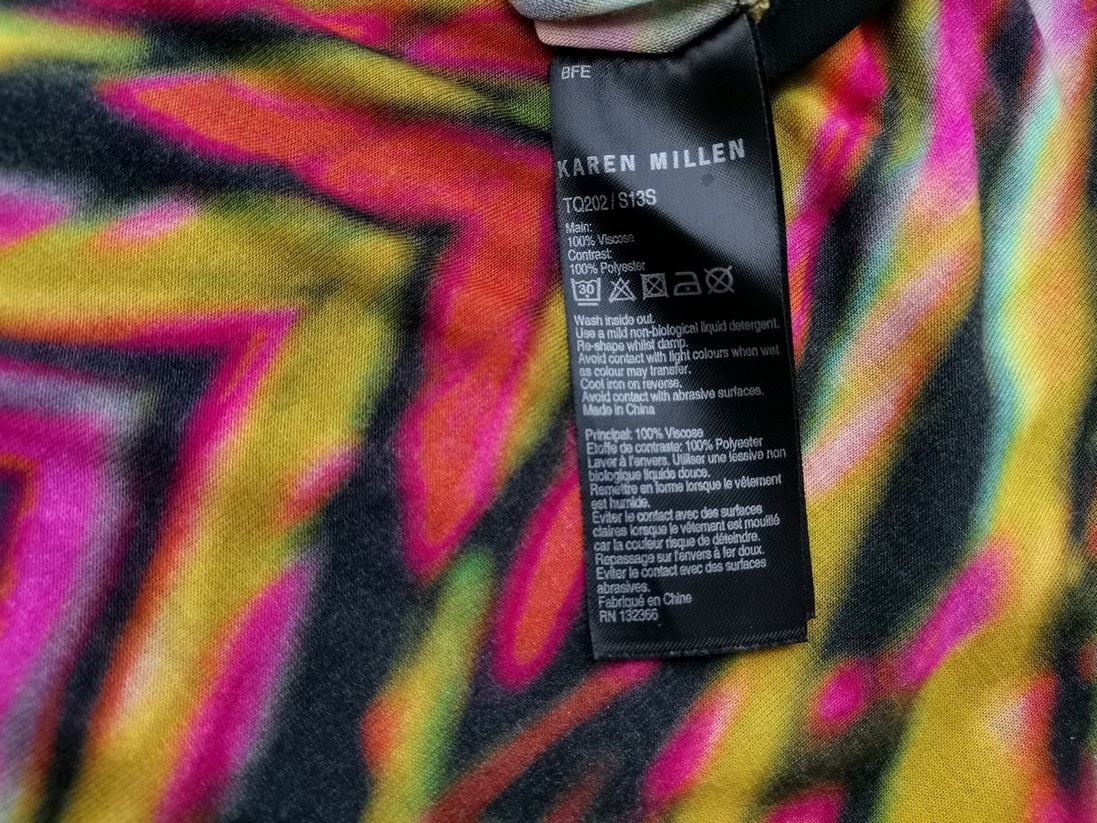 BFE
KAREN MILLEN
TQ202 / S13S
Main:
100% Viscose
Contrast:
100% Polyester
30
Wash inside out.
Use a mild non-biological liquid detergent.
Re-shape whilst damp.
Avoid contact with light colours when wet
as colour may transfer.
Cool iron on reverse.
Avoid contact with abrasive surfaces.
Made in China
Principal: 100% Viscose
Etoffe de contraste: 100% Polyester
Laver à l'envers. Utiliser une lessive non
biologique liquide douce.
Remettre en forme lorsque le vêtement
est humide.
Eviter le contact avec des surfaces
claires lorsque le vêtement est mouillé
car la couleur risque de déteindre.
Repassage sur l'envers à fer doux.
Eviter le contact avec des surfaces
abrasives.
Fabriqué en Chine
RN 132366